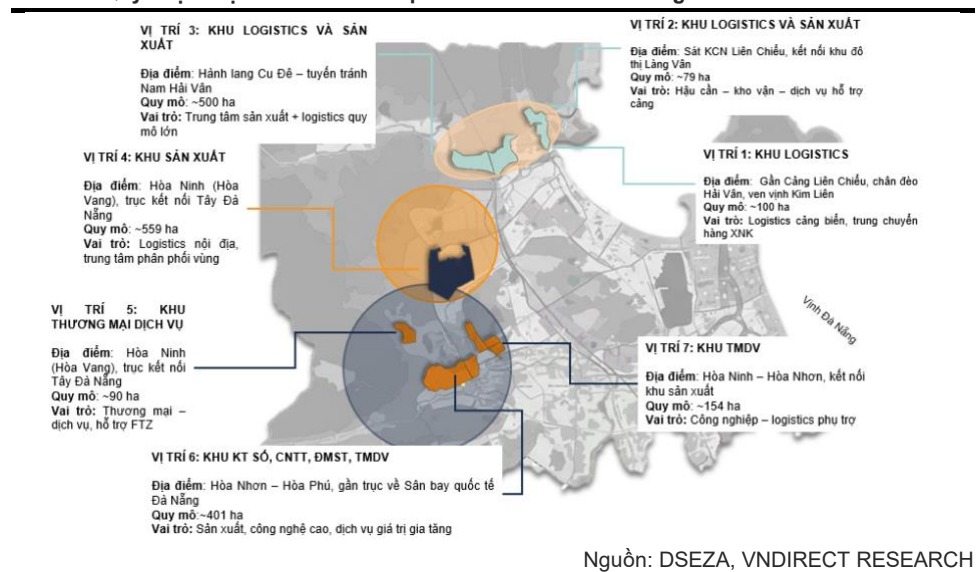 VỊ TRÍ 3: KHU LOGISTICS VÀ SẢN
XUẤT
Địa điểm: Hành lang Cu Đê – tuyến tránh
Nam Hải Vân
Quy mô: ~500 ha
Vai trò: Trung tâm sản xuất + logistics quy
mô lớn
VỊ TRÍ 2: KHU LOGISTICS VÀ SẢN XUẤT
Địa điểm: Sát KCN Liên Chiểu, kết nối khu đô
thị Làng Vân
Quy mô: ~79 ha
Vai trò: Hậu cần – kho vận – dịch vụ hỗ trợ
cảng
VỊ TRÍ 4: KHU SẢN XUẤT
Địa điểm: Hòa Ninh (Hòa
Vang), trục kết nối Tây Đà
Nẵng
Quy mô: ~559 ha
Vai trò: Logistics nội địa,
trung tâm phân phối vùng
VỊ TRÍ 1: KHU LOGISTICS
Địa điểm: Gần Cảng Liên Chiểu, chân đèo
Hải Vân, ven vịnh Kim Liên
Quy mô: ~100 ha
Vai trò: Logistics cảng biển, trung chuyển
hàng XNK
VỊ TRÍ 5: KHU
THƯƠNG MẠI DỊCH VỤ
Địa điểm: Hòa Ninh
(Hòa Vang), trục kết nối
Tây Đà Nẵng
Quy mô: ~90 ha
Vai trò: Thương mại –
dịch vụ, hỗ trợ FTZ
Vịnh Đà Nẵng
VỊ TRÍ 7: KHU TMDV
Địa điểm: Hòa Ninh – Hòa Nhơn, kết nối
khu sản xuất
Quy mô: ~154 ha
Vai trò: Công nghiệp – logistics phụ trợ
VỊ TRÍ 6: KHU KT SỐ, CNTT, ĐMST, TMDV
Địa điểm: Hòa Nhơn – Hòa Phú, gần trục về Sân bay quốc tế
Đà Nẵng
Quy mô:~401 ha
Vai trò: Sản xuất, công nghệ cao, dịch vụ giá trị gia tăng
Nguồn: DSEZA, VNDIRECT RESEARCH